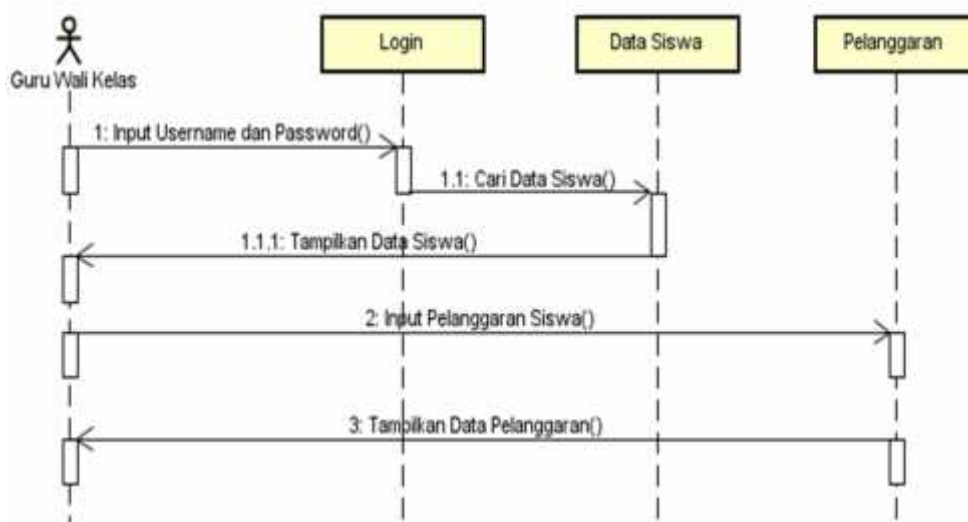 Guru Wali Kelas
Login
Data Siswa
Pelanggaran
1: Input Username dan Password()
1.1: Cari Data Siswa()
1.1.1: Tampilkan Data Siswa()
2: Input Pelanggaran Siswa()
3: Tampilkan Data Pelanggaran()